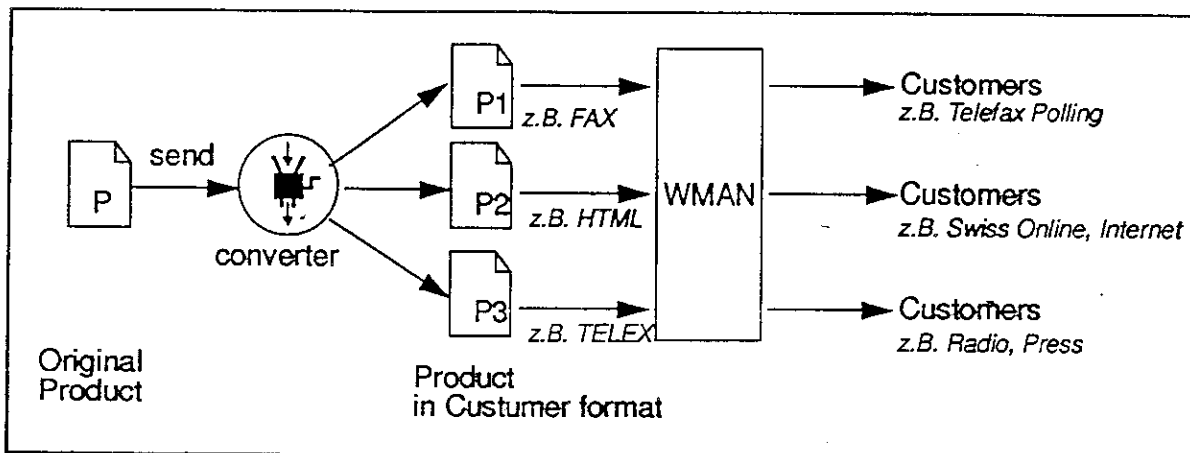 P
send
converter
P1
z.B. FAX
P2
z.B. HTML
P3
z.B. TELEX
WMAN
Customers
z.B. Telefax Polling
Customers
z.B. Swiss Online, Internet
Customers
z.B. Radio, Press
Original
Product
Product
in Custumer format